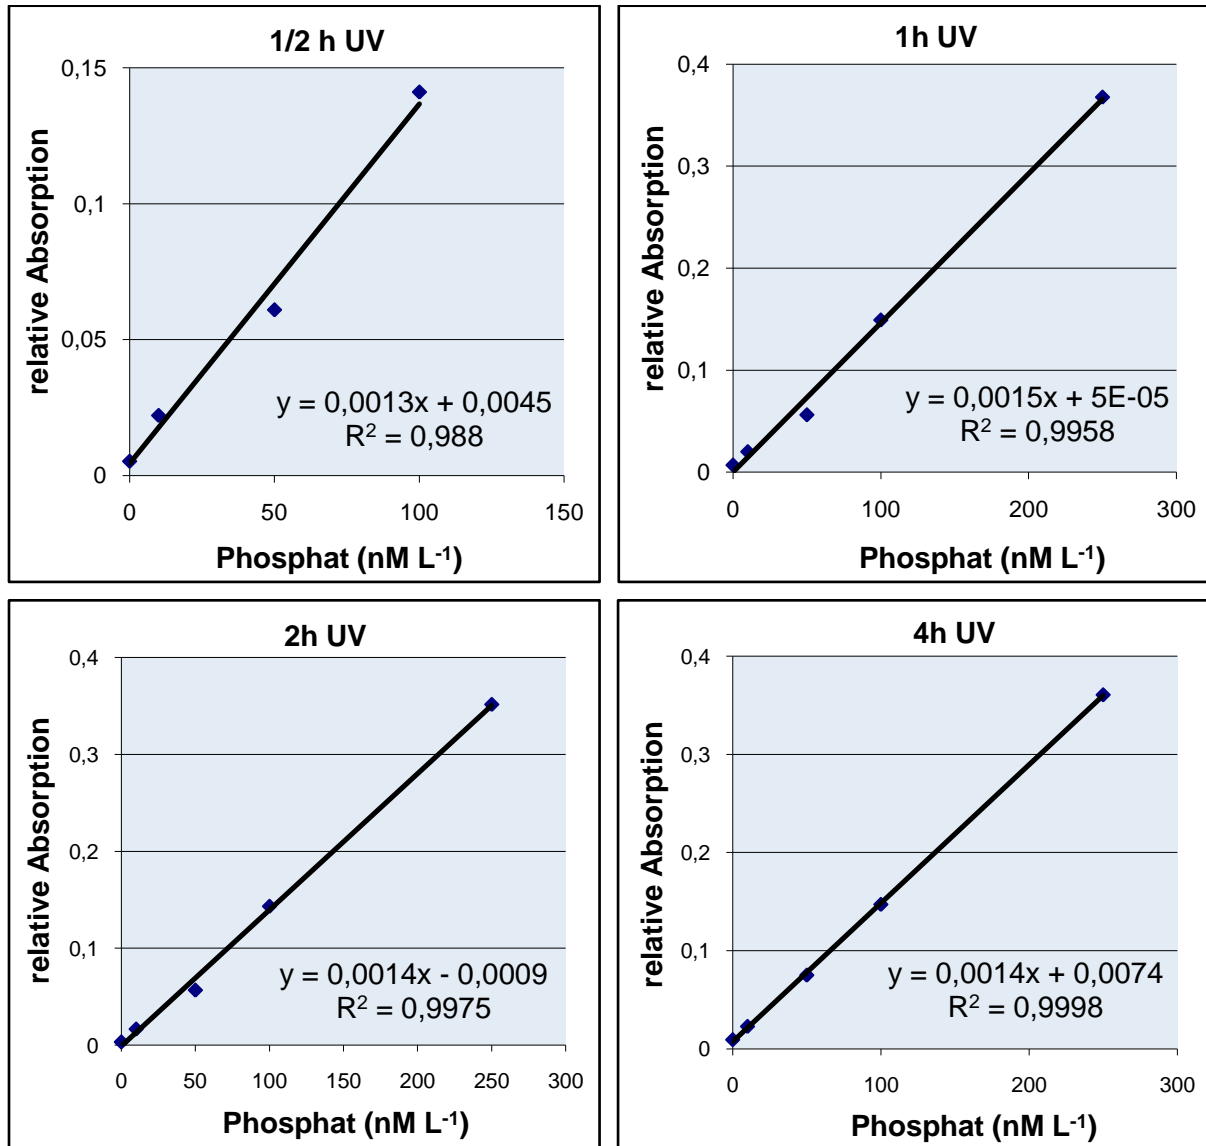 1/2 h UV
0,15
0,1
0,05
0
relative Absorption
y = 0,0013x + 0,0045
R² = 0,988
0 50 100 150
Phosphat (nM L⁻¹)
1h UV
0,4
0,3
0,2
0,1
0
relative Absorption
y = 0,0015x + 5E-05
R² = 0,9958
0 100 200 300
Phosphat (nM L⁻¹)
2h UV
0,4
0,3
0,2
0,1
0
relative Absorption
y = 0,0014x - 0,0009
R² = 0,9975
0 50 100 150 200 250 300
Phosphat (nM L⁻¹)
4h UV
0,4
0,3
0,2
0,1
0
relative Absorption
y = 0,0014x + 0,0074
R² = 0,9998
0 100 200 300
Phosphat (nM L⁻¹)